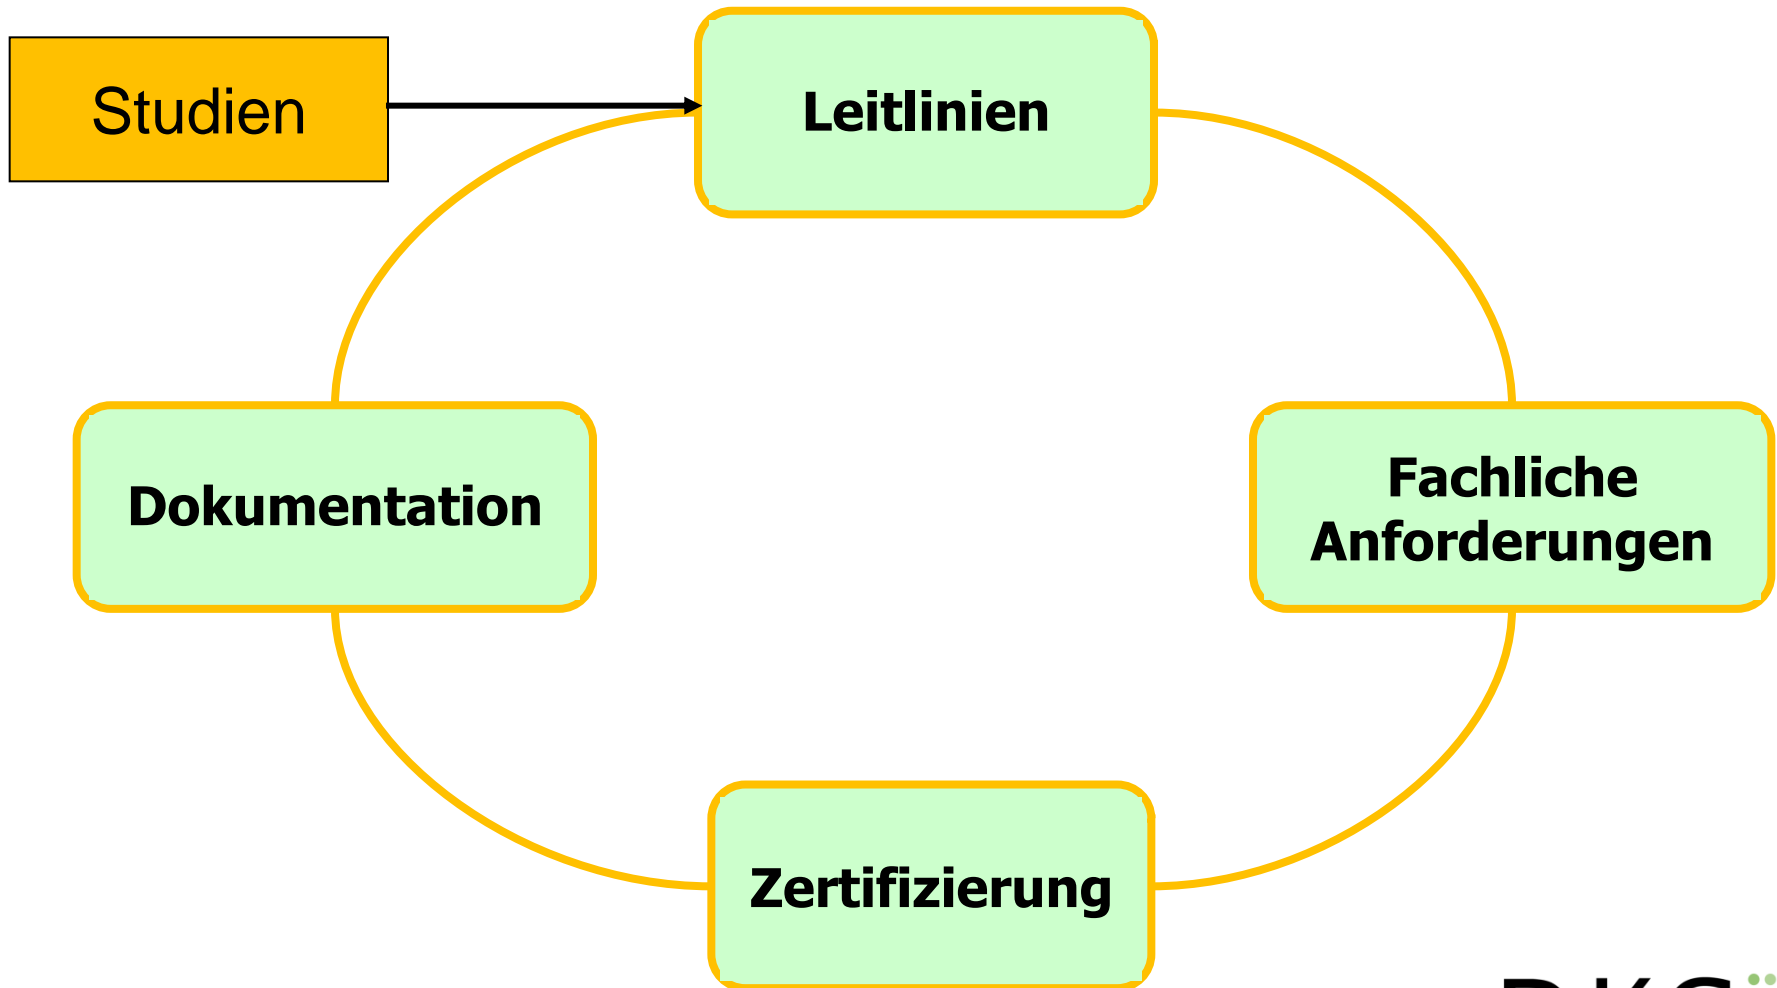 Studien
Leitlinien
Dokumentation
Fachliche
Anforderungen
Zertifizierung